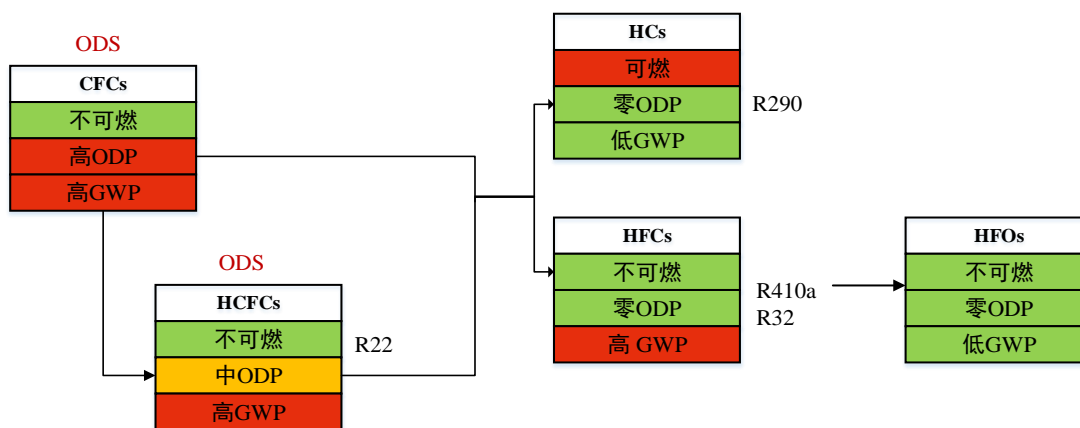 ODS
CFCs
不可燃
高ODP
高GWP
ODS
HCFCs
不可燃
中ODP
高GWP
R22
HCs
可燃
零ODP
低GWP
R290
HFCs
不可燃
零ODP
高 GWP
R410a
R32
HFOs
不可燃
零ODP
低GWP